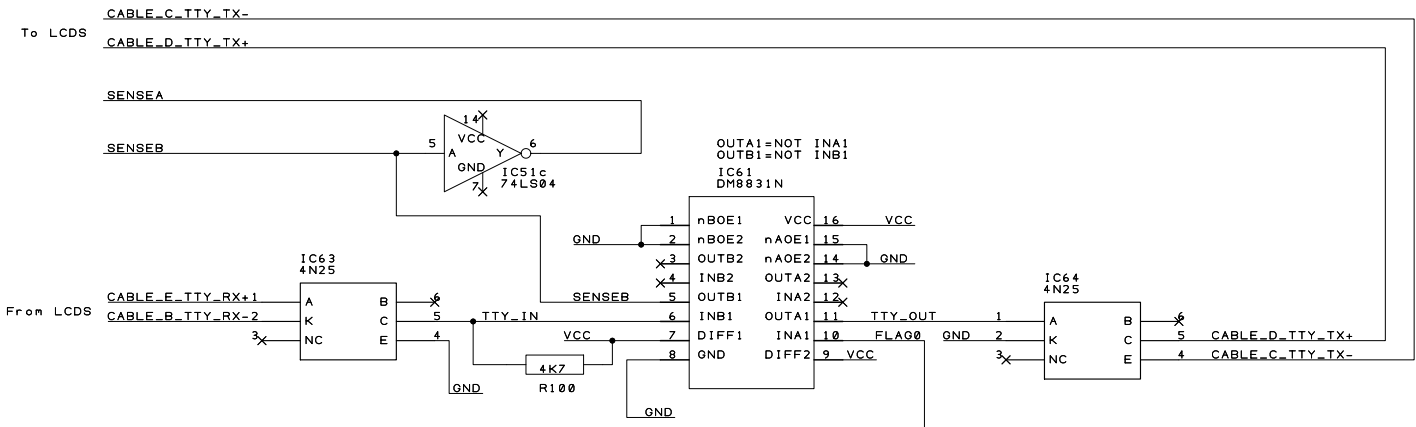 CABLE_C_TTY_TX-
To LCDS
CABLE_D_TTY_TX+
SENSEA
SENSEB
14
VCC
5
A
Y
6
GND
7
IC51c
74LS04
OUTA1=NOT INA1
OUTB1=NOT INB1
IC61
DM8831N
1 nBOE1 VCC 16 VCC
GND 2 nBOE2 nAOE1 15
3 OUTB2 nAOE2 14 GND
4 INB2 OUTA2 13
SENSEB 5 OUTB1 INA2 12
TTY_IN 6 INB1 OUTA1 11 TTY_OUT
VCC 7 DIFF1 INA1 10 FLAG0
8 GND DIFF2 9 VCC
GND
IC63
4N25
From LCDS
CABLE_E_TTY_RX+ 1 A B 6
CABLE_B_TTY_RX- 2 K C 5
3 NC E 4
GND
4K7
R100
IC64
4N25
1 A B 6
GND 2 K C 5 CABLE_D_TTY_TX+
3 NC E 4 CABLE_C_TTY_TX-